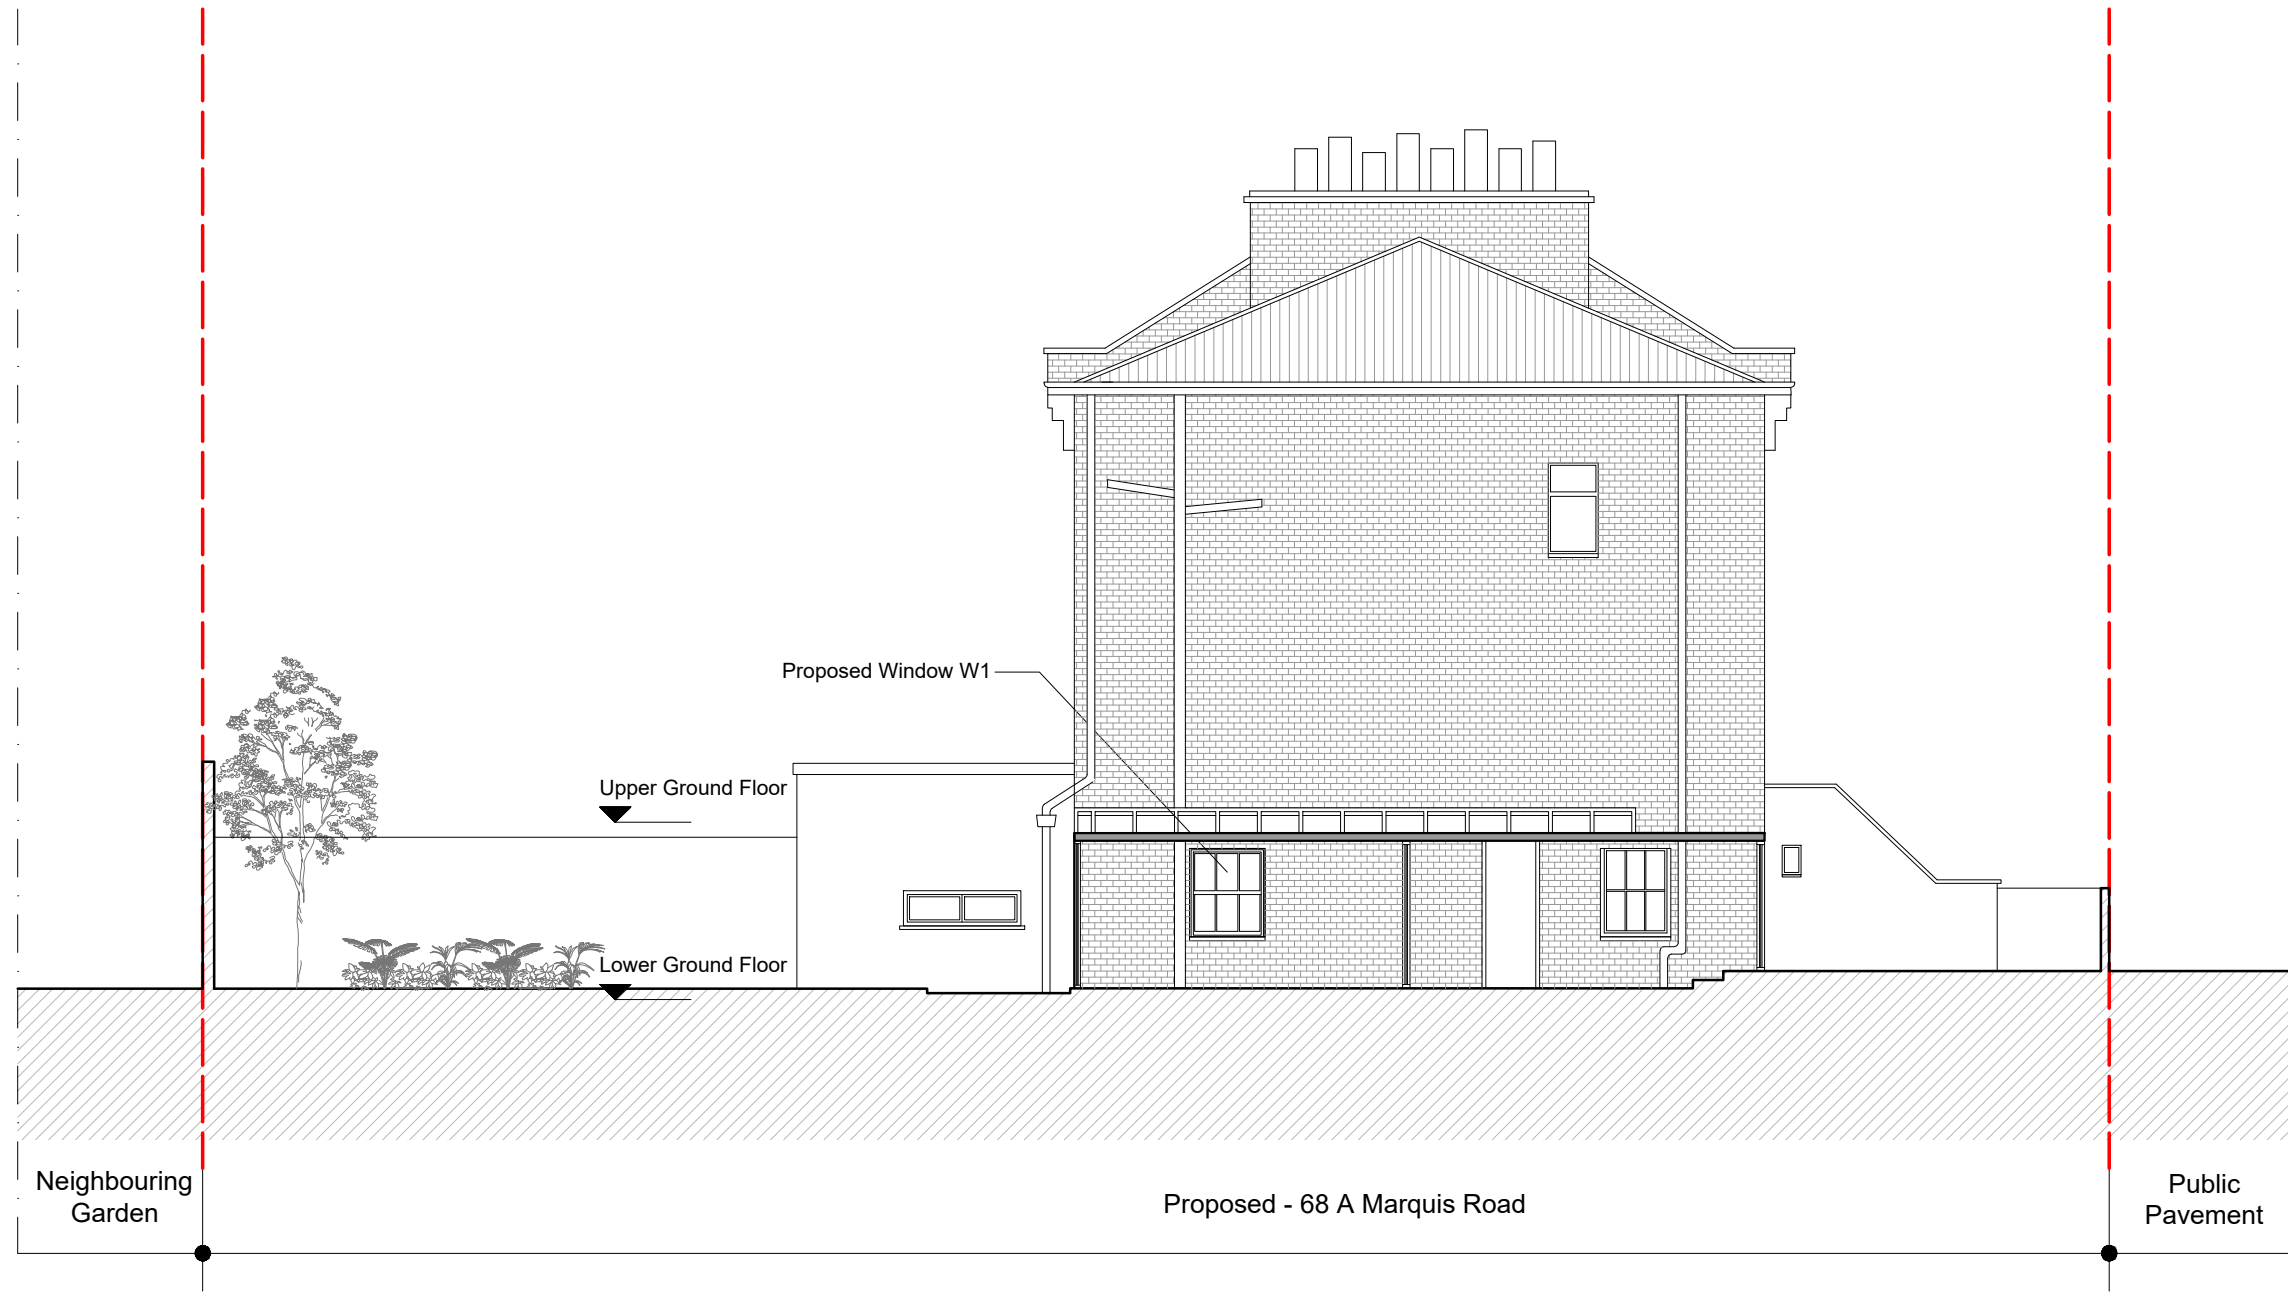 Proposed Window W1
Upper Ground Floor
Lower Ground Floor
Neighbouring
Garden
Proposed - 68 A Marquis Road
Public
Pavement